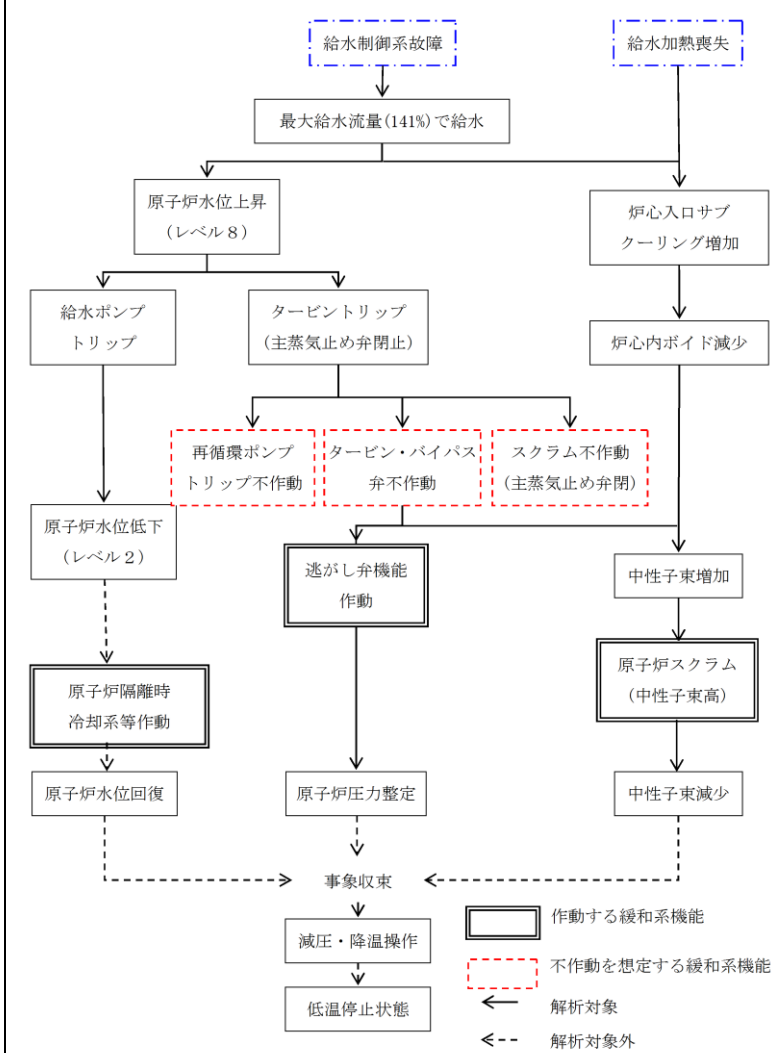 給水制御系故障
給水加熱喪失
最大給水流量(141%)で給水
原子炉水位上昇
(レベル8)
炉心入口サブ
クーリング増加
給水ポンプ
トリップ
タービントリップ
(主蒸気止め弁閉止)
炉心内ボイド減少
再循環ポンプ
トリップ不作動
タービン・バイパス
弁不作動
スクラム不作動
(主蒸気止め弁閉)
原子炉水位低下
(レベル2)
逃がし弁機能
作動
中性子束増加
原子炉隔離時
冷却系等作動
原子炉スクラム
(中性子束高)
原子炉水位回復
原子炉圧力整定
中性子束減少
事象収束
減圧・降温操作
低温停止状態
作動する緩和系機能
不作動を想定する緩和系機能
解析対象
解析対象外